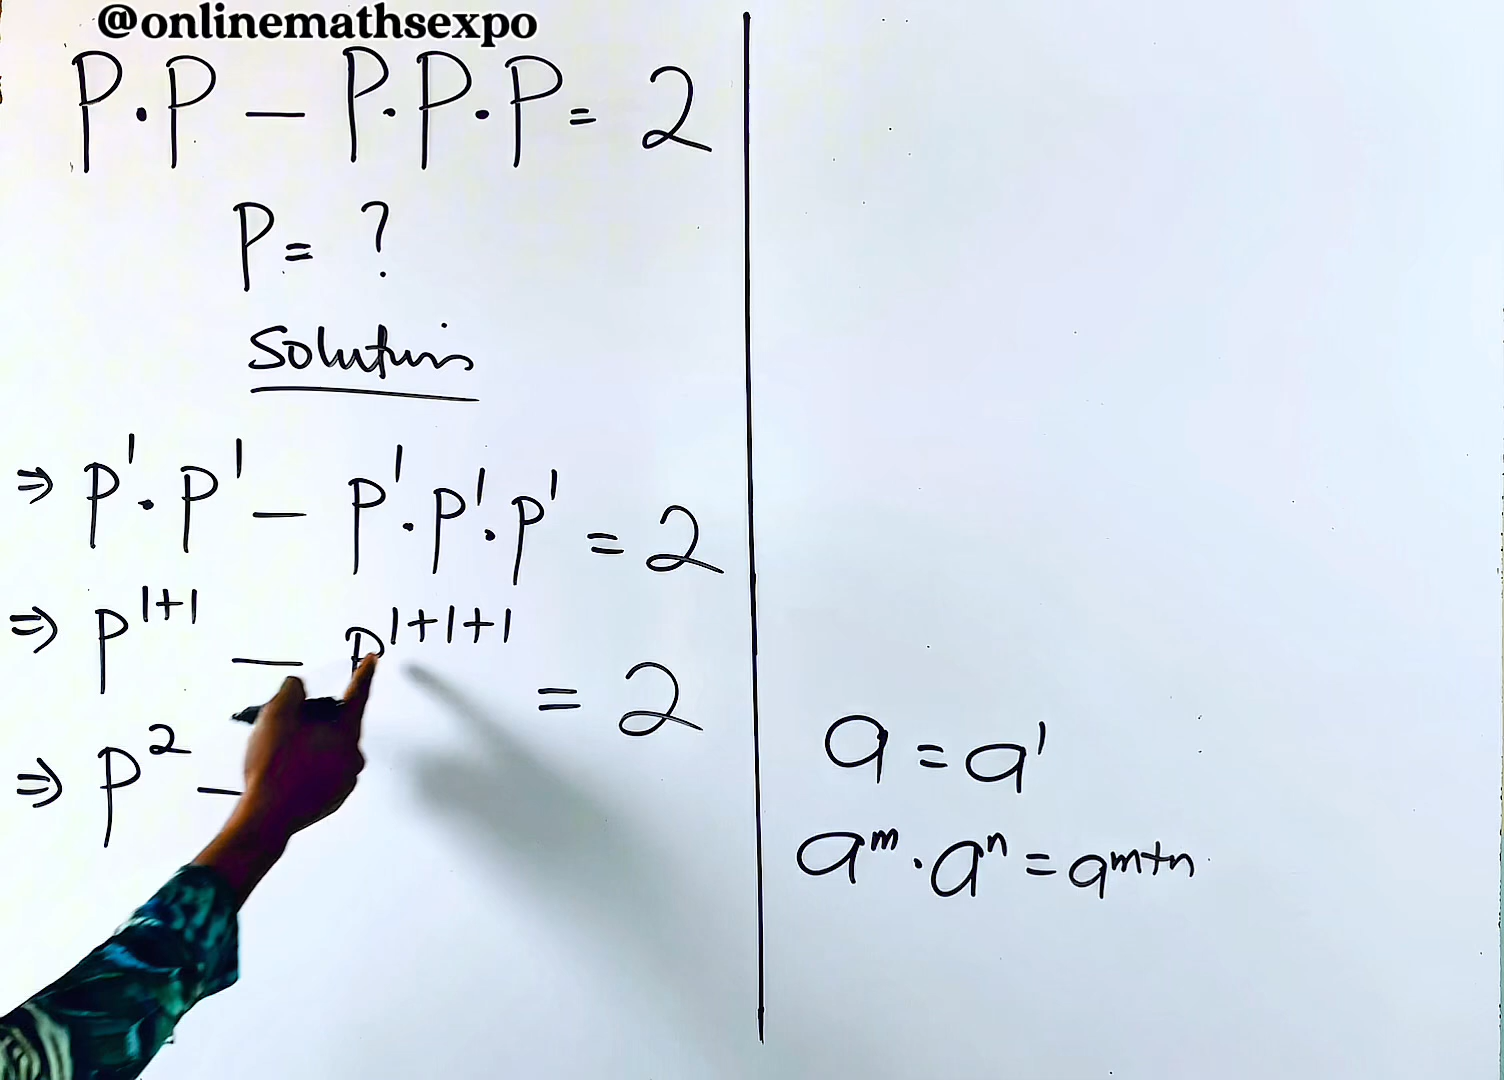 @onlinemathsexpo
P·P − P·P·P = 2
P = ?
Solution
⇒ P¹·P¹ − P¹·P¹·P¹ = 2
⇒ P¹⁺¹ − P¹⁺¹⁺¹ = 2
⇒ P² −
a = a¹
aᵐ·aⁿ = aᵐ⁺ⁿ